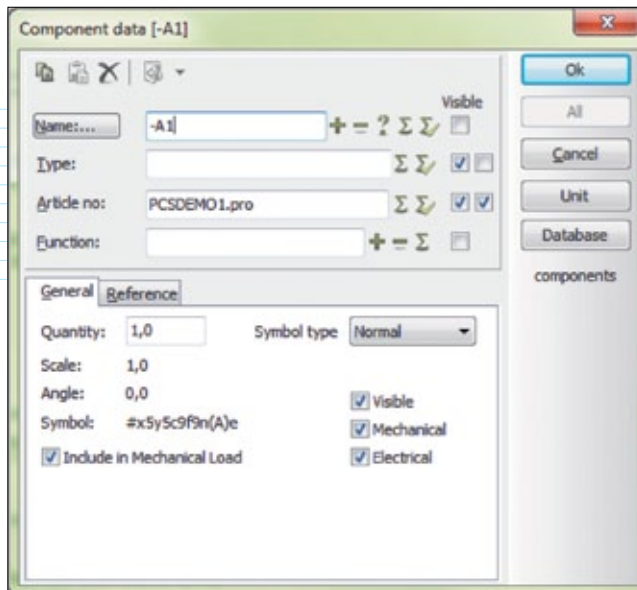 Component data [-A1]
Visible
Name:... -A1
Type:
Article no: PCSDEMO1.pro
Function:
Ok
All
Cancel
Unit
Database
components
General Reference
Quantity: 1,0 Symbol type Normal
Scale: 1,0
Angle: 0,0 Visible
Symbol: #x5y5c9f9n(A)e Mechanical
Include in Mechanical Load Electrical